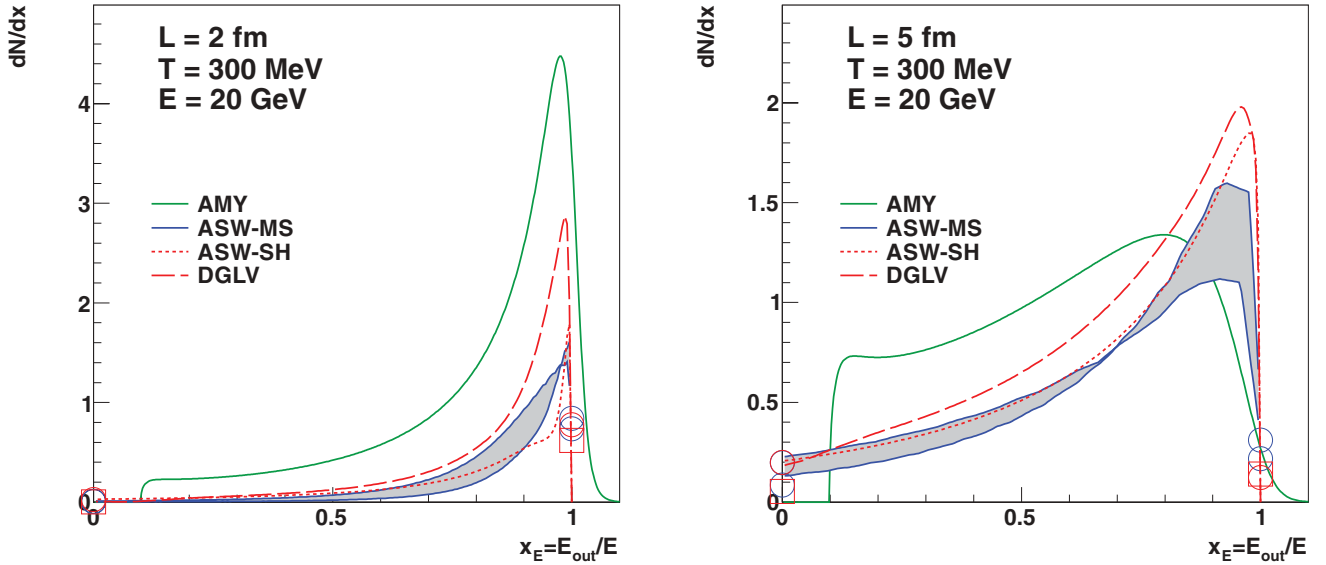 dN/dx
L = 2 fm
T = 300 MeV
E = 20 GeV
4
3
2
1
0
AMY
ASW-MS
ASW-SH
DGLV
0
0.5
1
x_E=E_out/E
dN/dx
L = 5 fm
T = 300 MeV
E = 20 GeV
2
1.5
1
0.5
0
AMY
ASW-MS
ASW-SH
DGLV
0
0.5
1
x_E=E_out/E